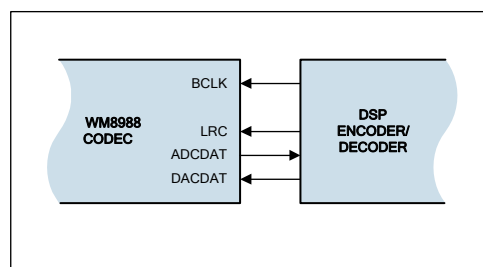 BCLK
WM8988
CODEC
LRC
ADCDAT
DACDAT
DSP
ENCODER/
DECODER